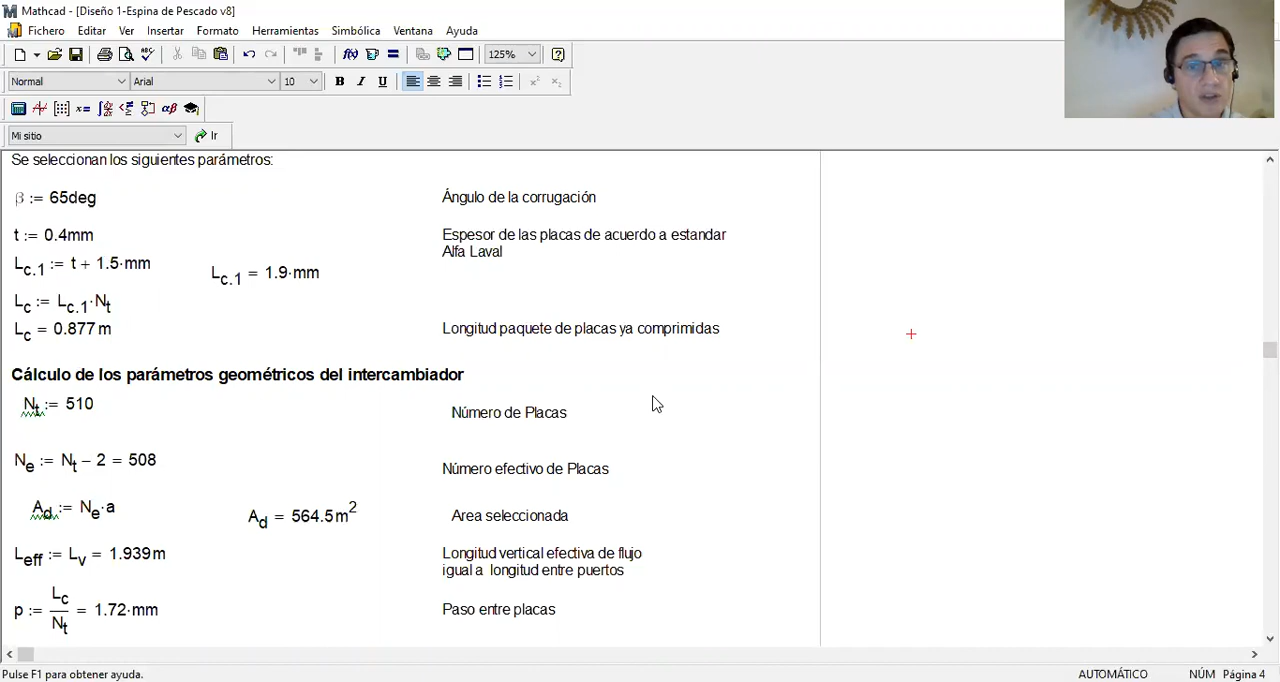 Mathcad - [Diseño 1-Espina de Pescado v8]
Fichero Editar Ver Insertar Formato Herramientas Simbólica Ventana Ayuda
125%
Normal Arial 10 B I U
Mi sitio Ir
Se seleccionan los siguientes parámetros:
β := 65deg Ángulo de la corrugación
t := 0.4mm Espesor de las placas de acuerdo a estandar
Alfa Laval
Lc.1 := t + 1.5·mm Lc.1 = 1.9·mm
Lc := Lc.1·Nt
Lc = 0.877 m Longitud paquete de placas ya comprimidas
Cálculo de los parámetros geométricos del intercambiador
Nt := 510 Número de Placas
Ne := Nt − 2 = 508 Número efectivo de Placas
Ad := Ne·a Ad = 564.5 m² Area seleccionada
Leff := Lv = 1.939 m Longitud vertical efectiva de flujo
igual a longitud entre puertos
p := Lc / Nt = 1.72·mm Paso entre placas
Pulse F1 para obtener ayuda. AUTOMÁTICO NÚM Página 4